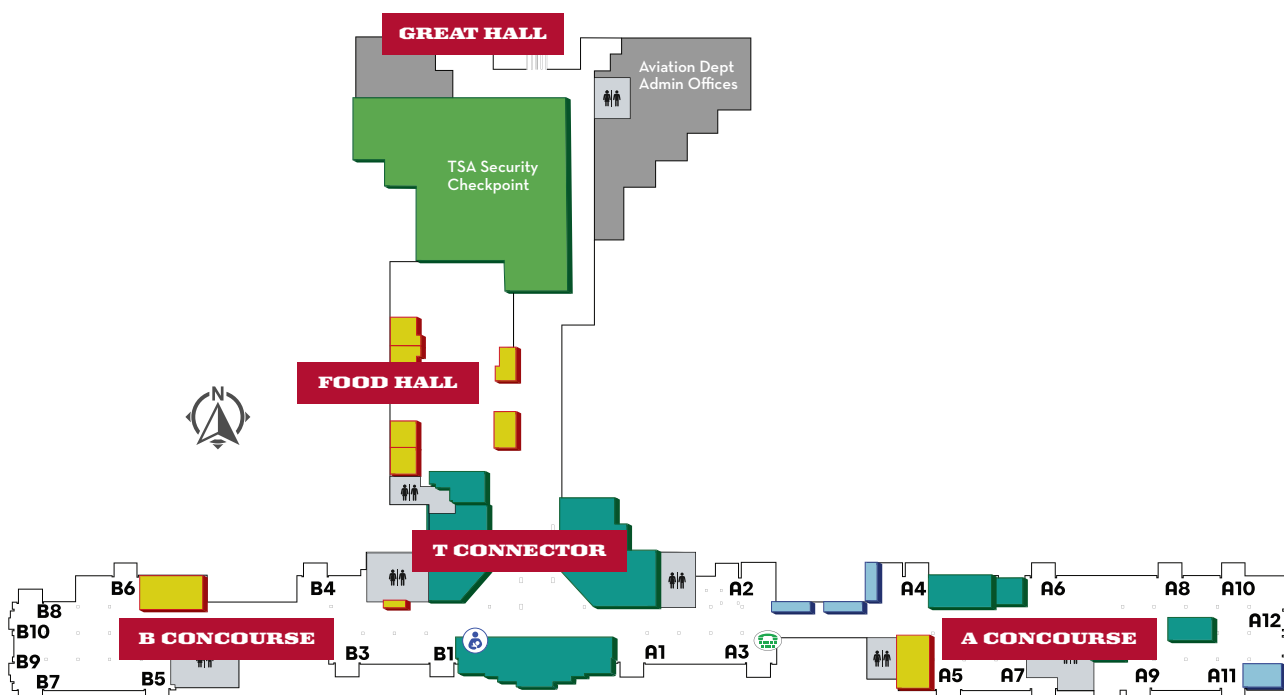 GREAT HALL
Aviation Dept
Admin Offices
TSA Security
Checkpoint
FOOD HALL
N
T CONNECTOR
B6
B4
A2
A4
A6
A8
A10
B8
B10
B CONCOURSE
A CONCOURSE
A12
B9
B3
B1
A1
A3
B7
B5
A5
A7
A9
A11